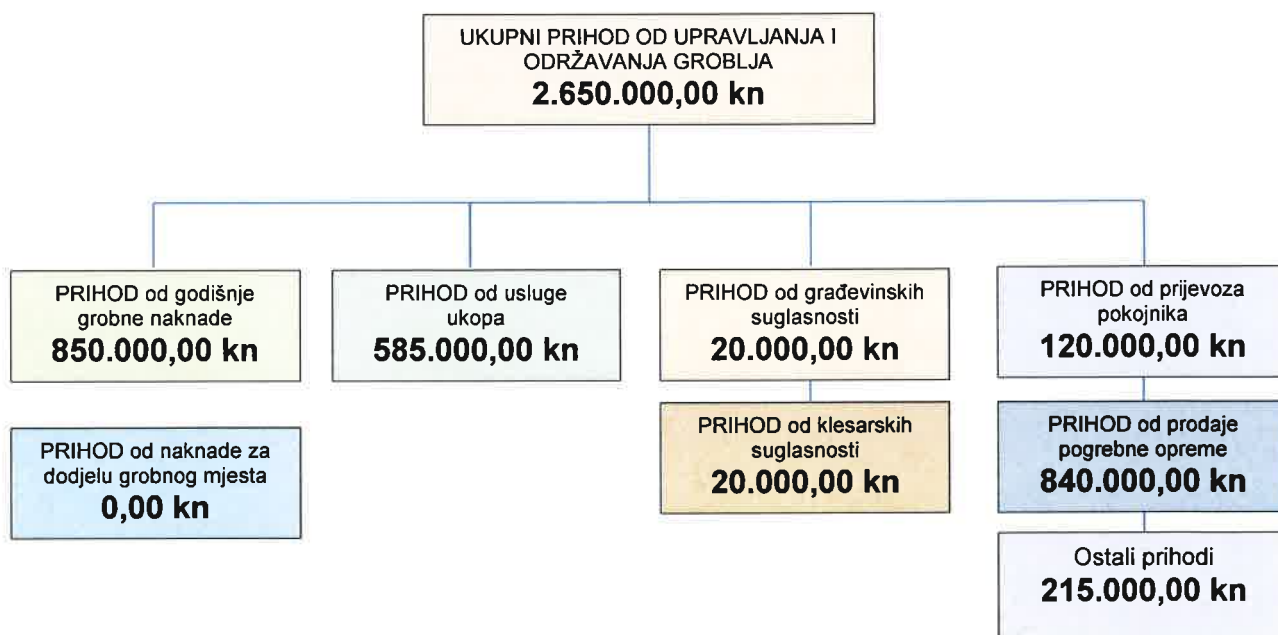 UKUPNI PRIHOD OD UPRAVLJANJA I
ODRŽAVANJA GROBLJA
2.650.000,00 kn
PRIHOD od godišnje
grobne naknade
850.000,00 kn
PRIHOD od usluge
ukopa
585.000,00 kn
PRIHOD od građevinskih
suglasnosti
20.000,00 kn
PRIHOD od prijevoza
pokojnika
120.000,00 kn
PRIHOD od naknade za
dodjelu grobnog mjesta
0,00 kn
PRIHOD od klesarskih
suglasnosti
20.000,00 kn
PRIHOD od prodaje
pogrebne opreme
840.000,00 kn
Ostali prihodi
215.000,00 kn